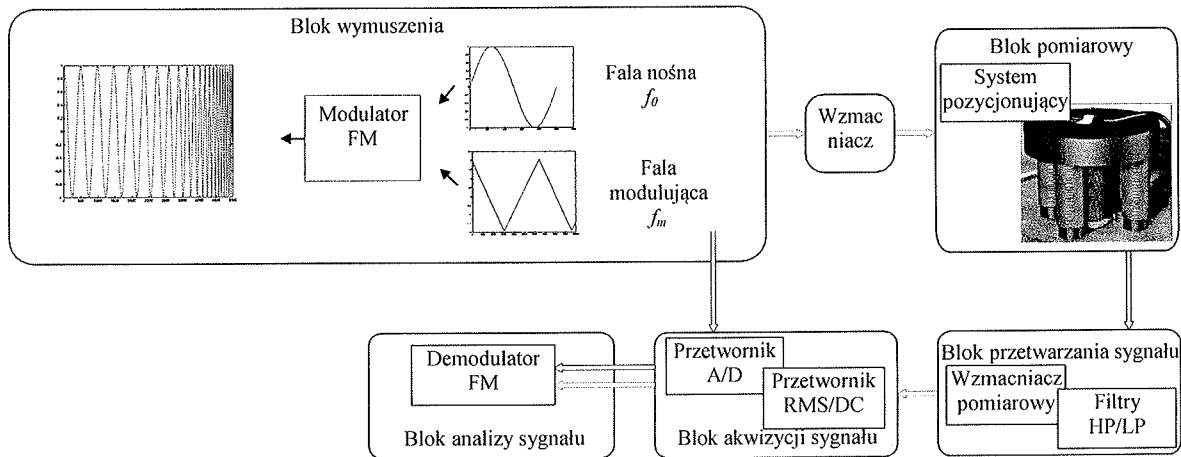 Blok wymuszenia
Modulator
FM
Fala nośna
f0
Fala
modulująca
fm
Wzmac
niacz
Blok pomiarowy
System
pozycjonujący
Demodulator
FM
Blok analizy sygnału
Przetwornik
A/D
Przetwornik
RMS/DC
Blok akwizycji sygnału
Blok przetwarzania sygnału
Wzmacniacz
pomiarowy
Filtry
HP/LP